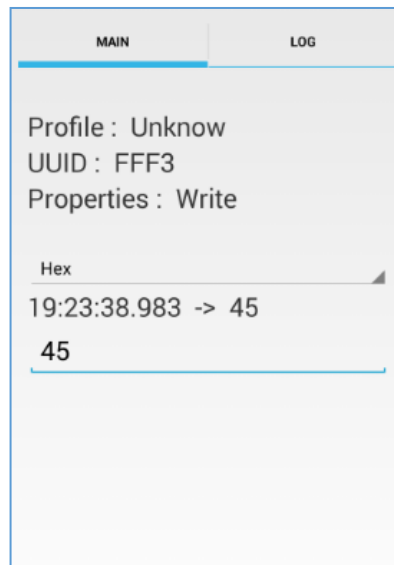 MAIN LOG
Profile : Unknow
UUID : FFF3
Properties : Write
Hex
19:23:38.983 -> 45
45